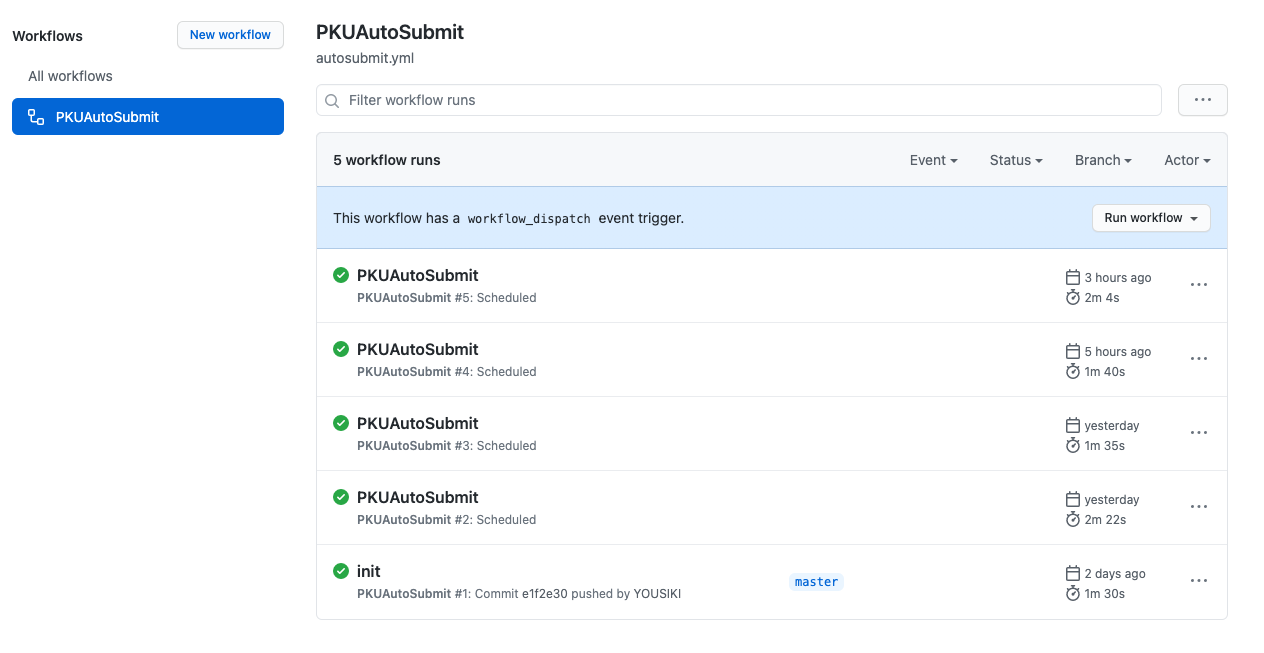 Workflows
New workflow
All workflows
PKUAutoSubmit
PKUAutoSubmit
autosubmit.yml
Filter workflow runs
5 workflow runs
Event
Status
Branch
Actor
This workflow has a workflow_dispatch event trigger.
Run workflow
PKUAutoSubmit
PKUAutoSubmit #5: Scheduled
3 hours ago
2m 4s
PKUAutoSubmit
PKUAutoSubmit #4: Scheduled
5 hours ago
1m 40s
PKUAutoSubmit
PKUAutoSubmit #3: Scheduled
yesterday
1m 35s
PKUAutoSubmit
PKUAutoSubmit #2: Scheduled
yesterday
2m 22s
init
PKUAutoSubmit #1: Commit e1f2e30 pushed by YOUSIKI
master
2 days ago
1m 30s